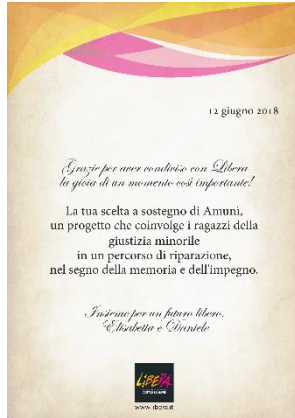 12 giugno 2018
Grazie per aver condiviso con Libera
la gioia di un momento così importante!
La tua scelta a sostegno di Amunì,
un progetto che coinvolge i ragazzi della
giustizia minorile
in un percorso di riparazione,
nel segno della memoria e dell'impegno.
Insieme per un futuro libero,
Elisabetta e Daniele
LIBERA
www.libera.it